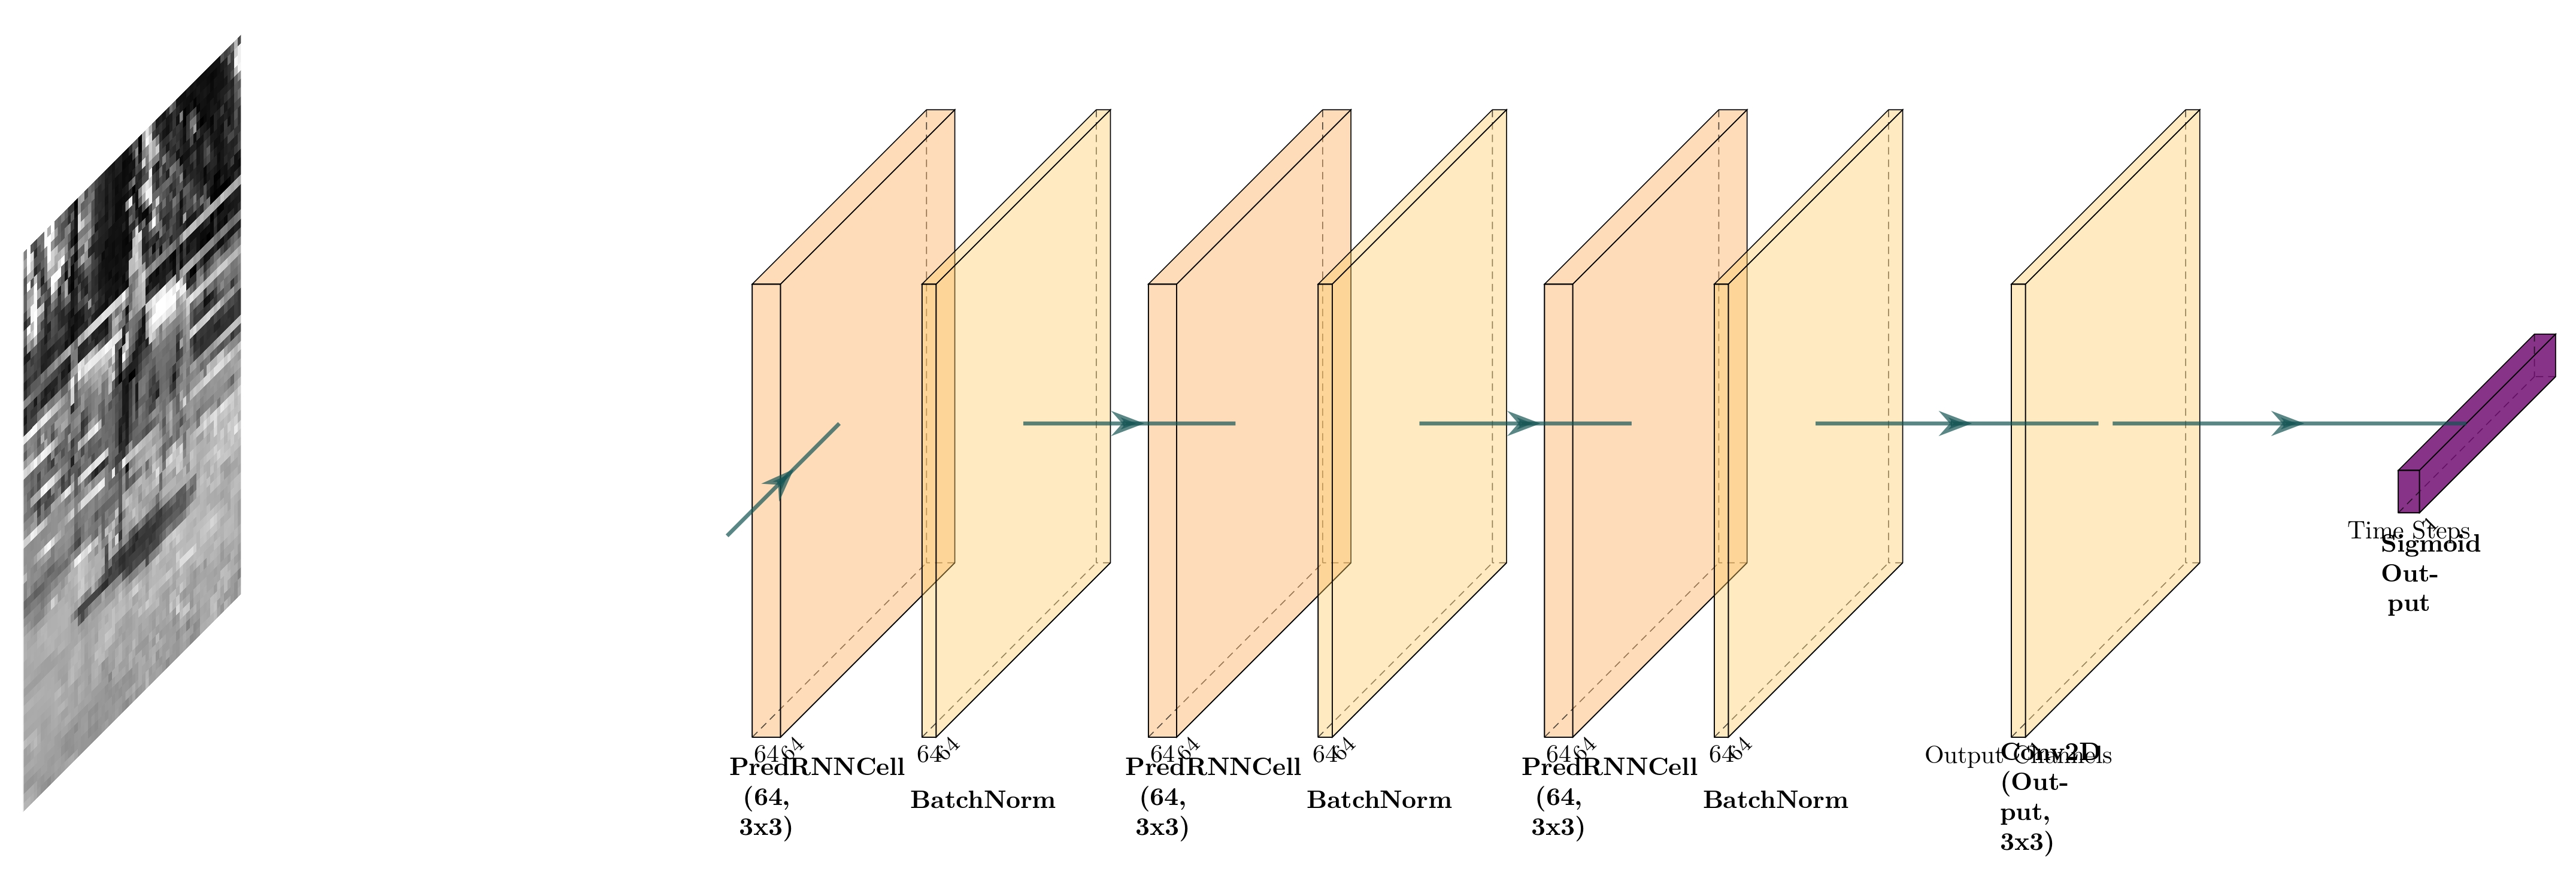 64 64
PredRNNCell
(64,
3x3)
64 64
BatchNorm
64 64
PredRNNCell
(64,
3x3)
64 64
BatchNorm
64 64
PredRNNCell
(64,
3x3)
64 64
BatchNorm
Output Channels
Conv2D
(Out-
put,
3x3)
1
Time Steps
Sigmoid
Out-
put